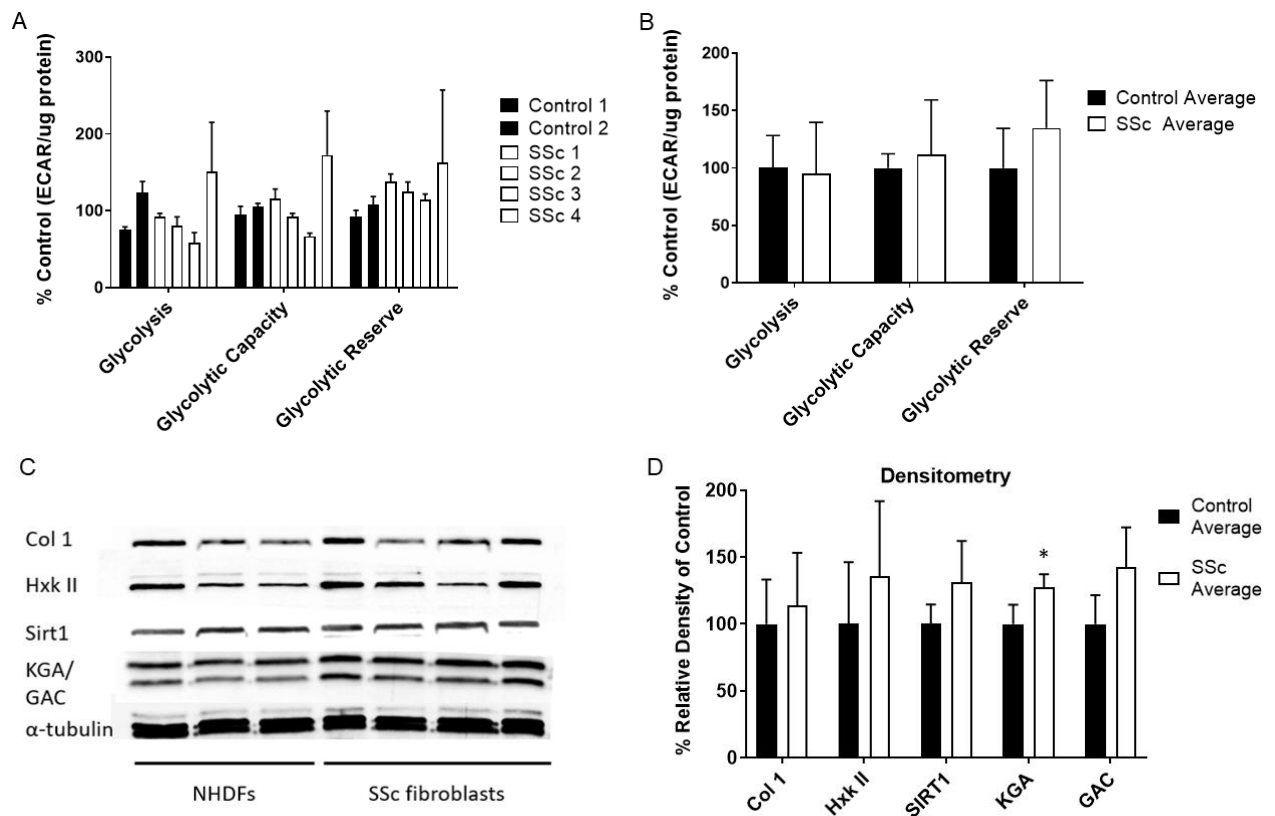 A
% Control (ECAR/ug protein)
300
200
100
0
Glycolysis
Glycolytic Capacity
Glycolytic Reserve
Control 1
Control 2
SSc 1
SSc 2
SSc 3
SSc 4
B
% Control (ECAR/ug protein)
200
150
100
50
0
Glycolysis
Glycolytic Capacity
Glycolytic Reserve
Control Average
SSc Average
C
Col 1
Hxk II
Sirt1
KGA/
GAC
α-tubulin
NHDFs
SSc fibroblasts
D
Densitometry
% Relative Density of Control
200
150
100
50
0
*
Col 1
Hxk II
SIRT1
KGA
GAC
Control
Average
SSc
Average